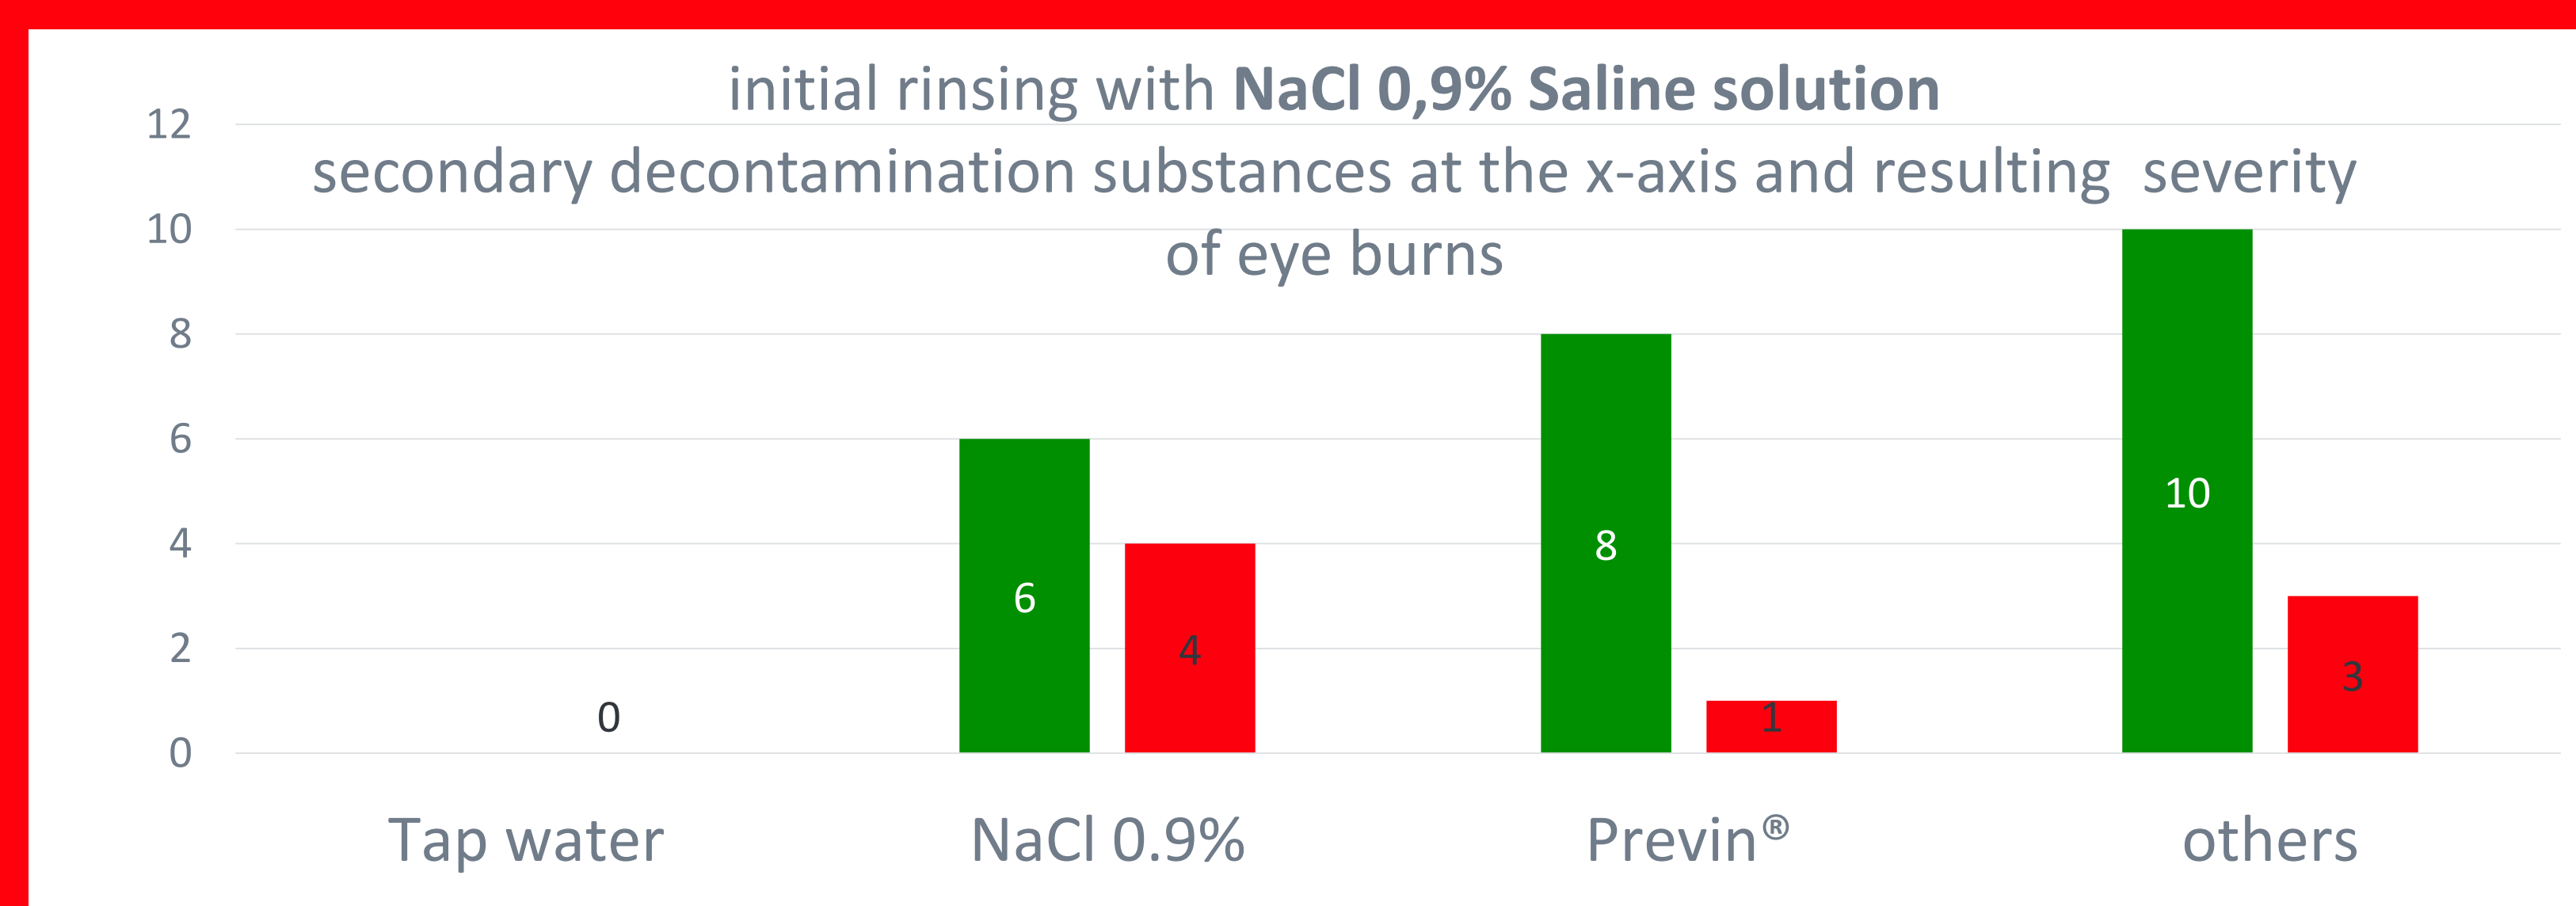 initial rinsing with NaCl 0,9% Saline solution
secondary decontamination substances at the x-axis and resulting severity
of eye burns
12
10
8
6
4
2
0
0
6
4
8
1
10
3
Tap water
NaCl 0.9%
Previn®
others